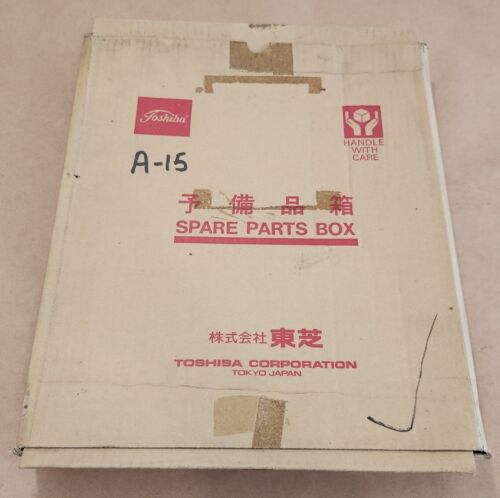 Toshiba
HANDLE
WITH
CARE
A-15
予備品箱
SPARE PARTS BOX
株式会社 東芝
TOSHIBA CORPORATION
TOKYO JAPAN